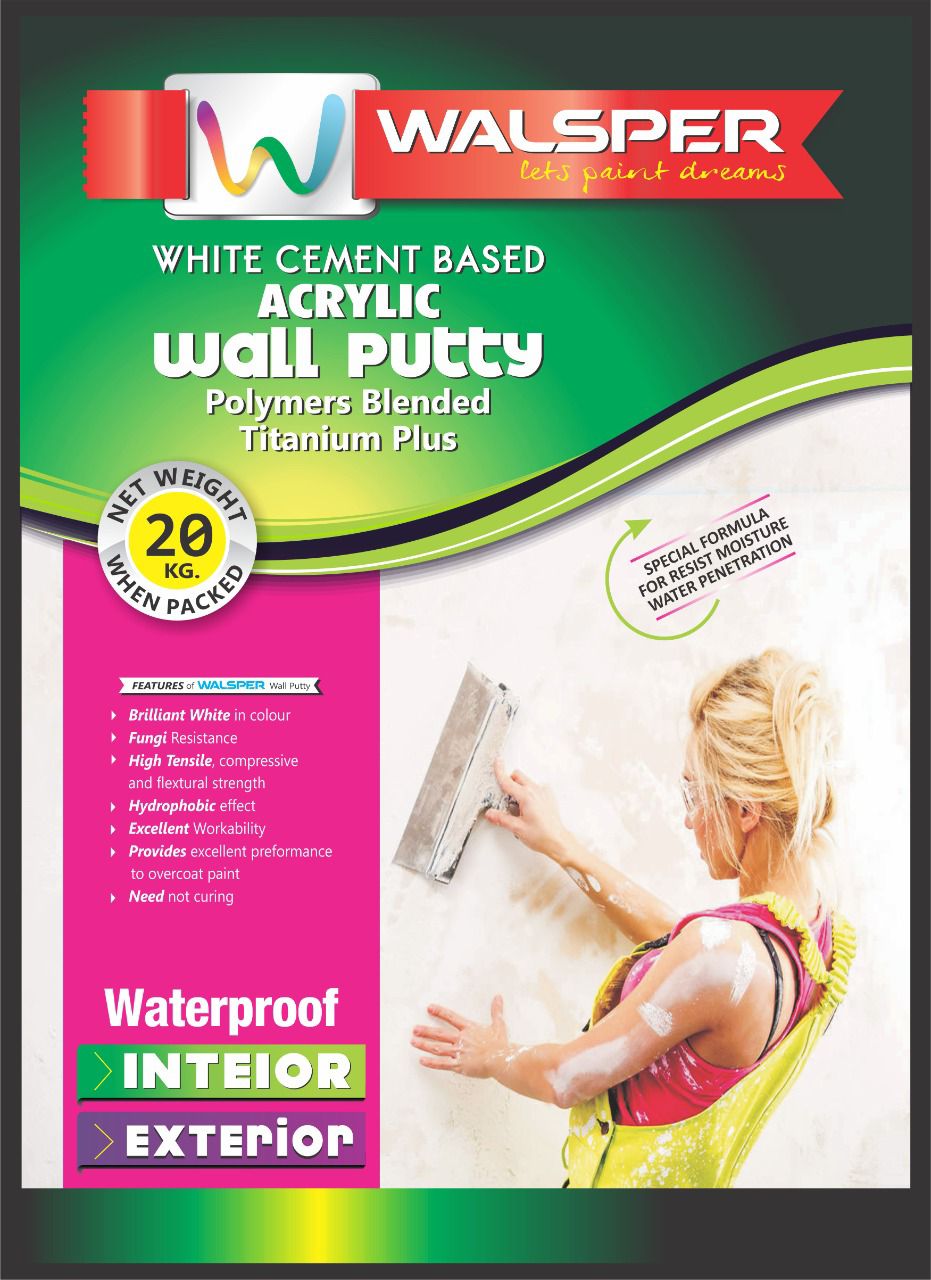 WALSPER
lets paint dreams
WHITE CEMENT BASED
ACRYLIC
wall putty
Polymers Blended
Titanium Plus
NET WEIGHT
20
KG.
WHEN PACKED
SPECIAL FORMULA
FOR RESIST MOISTURE
WATER PENETRATION
FEATURES of WALSPER Wall Putty
Brilliant White in colour
Fungi Resistance
High Tensile, compressive
and flextural strength
Hydrophobic effect
Excellent Workability
Provides excellent preformance
to overcoat paint
Need not curing
Waterproof
INTEIOR
EXTERIOR